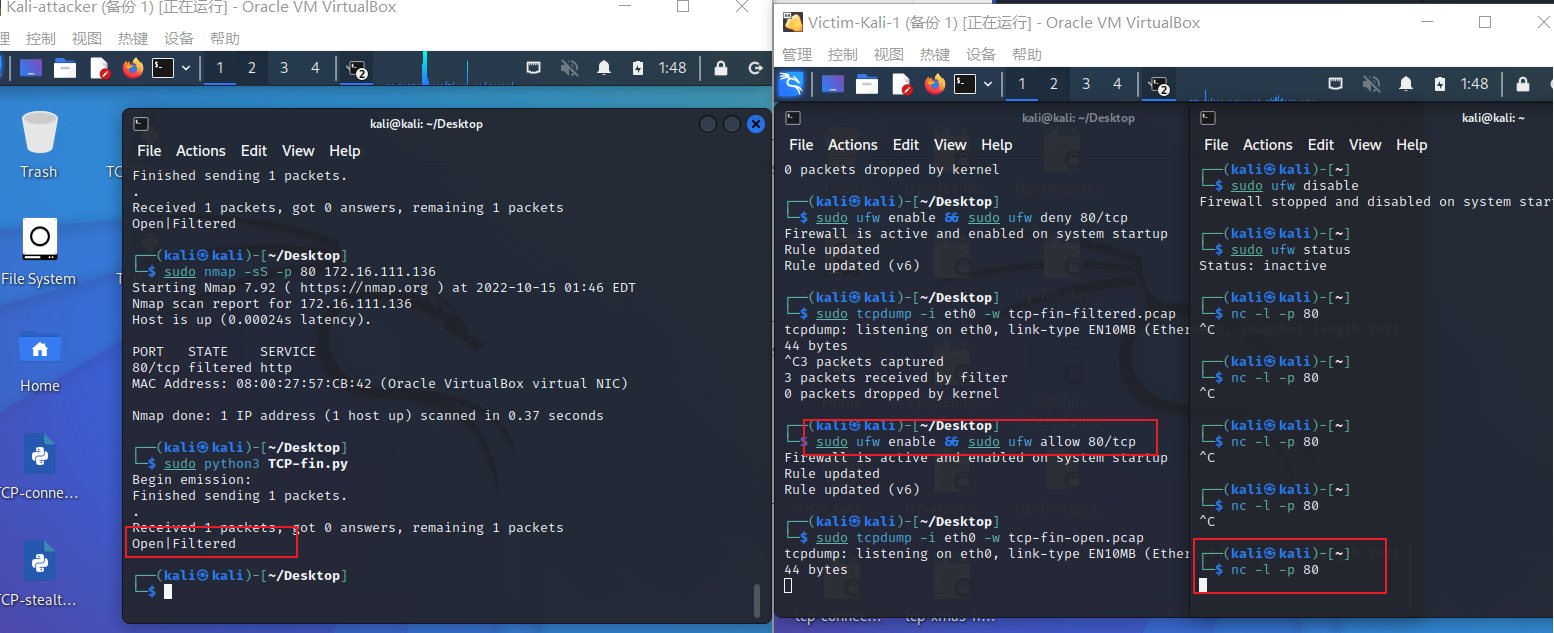 Kali-attacker (备份 1) [正在运行] - Oracle VM VirtualBox
理 控制 视图 热键 设备 帮助
1 2 3 4 2 1:48
Trash
File System
Home
TCP-conne...
TCP-stealt...
kali@kali: ~/Desktop
File Actions Edit View Help
Finished sending 1 packets.
.
Received 1 packets, got 0 answers, remaining 1 packets
Open|Filtered
┌──(kali㉿kali)-[~/Desktop]
└─$ sudo nmap -sS -p 80 172.16.111.136
Starting Nmap 7.92 ( https://nmap.org ) at 2022-10-15 01:46 EDT
Nmap scan report for 172.16.111.136
Host is up (0.00024s latency).
PORT STATE SERVICE
80/tcp filtered http
MAC Address: 08:00:27:57:CB:42 (Oracle VirtualBox virtual NIC)
Nmap done: 1 IP address (1 host up) scanned in 0.37 seconds
┌──(kali㉿kali)-[~/Desktop]
└─$ sudo python3 TCP-fin.py
Begin emission:
Finished sending 1 packets.
.
Received 1 packets, got 0 answers, remaining 1 packets
Open|Filtered
┌──(kali㉿kali)-[~/Desktop]
└─$
Victim-Kali-1 (备份 1) [正在运行] - Oracle VM VirtualBox
管理 控制 视图 热键 设备 帮助
1 2 3 4 2 1:48
kali@kali: ~/Desktop
File Actions Edit View Help
0 packets dropped by kernel
┌──(kali㉿kali)-[~/Desktop]
└─$ sudo ufw enable && sudo ufw deny 80/tcp
Firewall is active and enabled on system startup
Rule updated
Rule updated (v6)
┌──(kali㉿kali)-[~/Desktop]
└─$ sudo tcpdump -i eth0 -w tcp-fin-filtered.pcap
tcpdump: listening on eth0, link-type EN10MB (Ether
44 bytes
^C3 packets captured
3 packets received by filter
0 packets dropped by kernel
┌──(kali㉿kali)-[~/Desktop]
└─$ sudo ufw enable && sudo ufw allow 80/tcp
Firewall is active and enabled on system startup
Rule updated
Rule updated (v6)
┌──(kali㉿kali)-[~/Desktop]
└─$ sudo tcpdump -i eth0 -w tcp-fin-open.pcap
tcpdump: listening on eth0, link-type EN10MB (Ether
44 bytes
kali@kali: ~
File Actions Edit View Help
┌──(kali㉿kali)-[~]
└─$ sudo ufw disable
Firewall stopped and disabled on system star
┌──(kali㉿kali)-[~]
└─$ sudo ufw status
Status: inactive
┌──(kali㉿kali)-[~]
└─$ nc -l -p 80
^C
┌──(kali㉿kali)-[~]
└─$ nc -l -p 80
^C
┌──(kali㉿kali)-[~]
└─$ nc -l -p 80
^C
┌──(kali㉿kali)-[~]
└─$ nc -l -p 80
^C
┌──(kali㉿kali)-[~]
└─$ nc -l -p 80